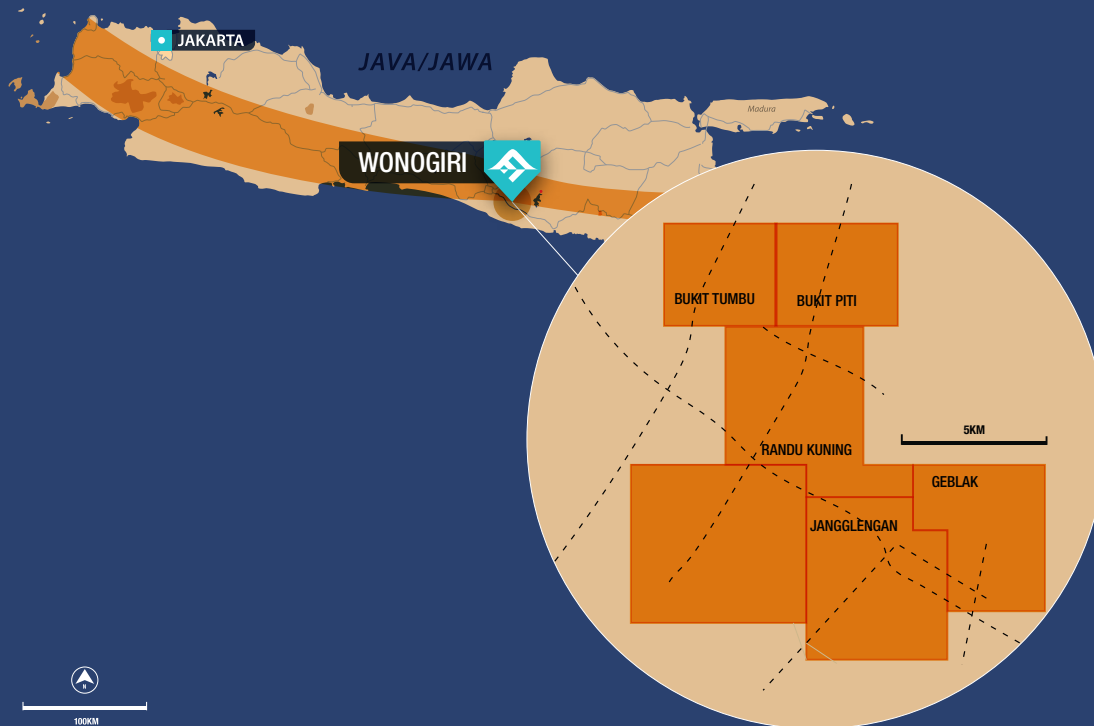 JAKARTA
JAVA/JAWA
Madura
WONOGIRI
BUKIT TUMBU
BUKIT PITI
5KM
RANDU KUNING
GEBLAK
JANGGLENGAN
N
100KM